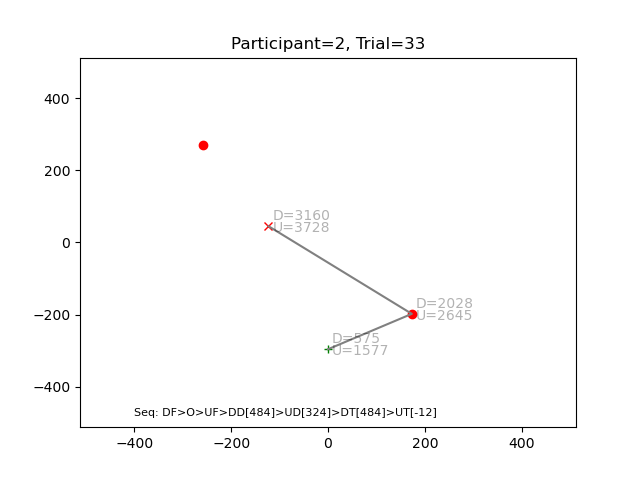 Participant=2, Trial=33
400
200
0
−200
−400
D=3160
U=3728
D=2028
U=2645
D=575
U=1577
Seq: DF>O>UF>DD[484]>UD[324]>DT[484]>UT[-12]
−400 −200 0 200 400